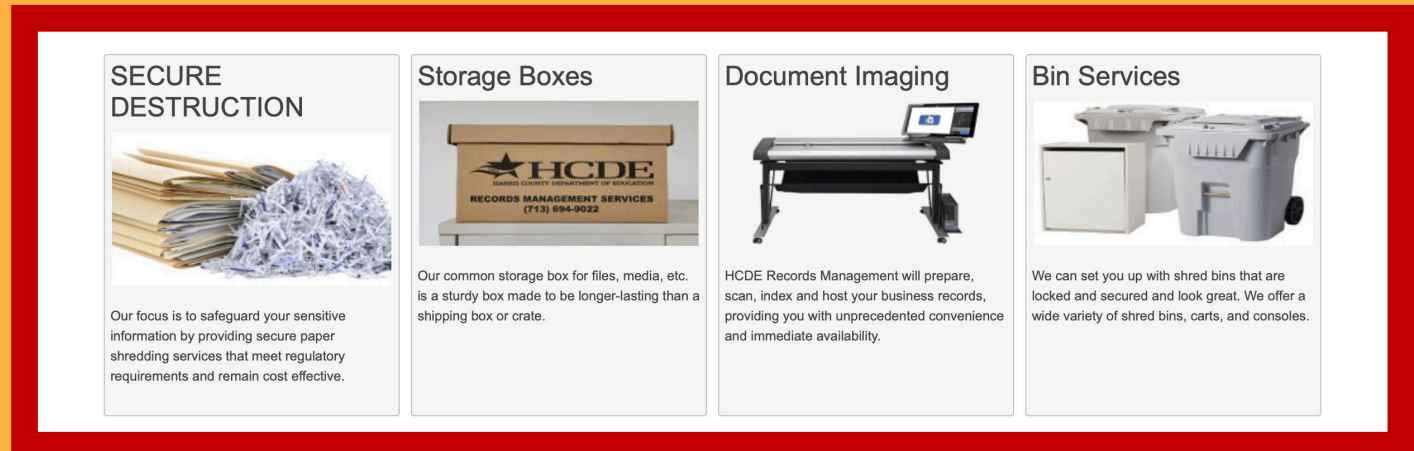 SECURE
DESTRUCTION
Our focus is to safeguard your sensitive
information by providing secure paper
shredding services that meet regulatory
requirements and remain cost effective.
Storage Boxes
HCDE
HARRIS COUNTY DEPARTMENT OF EDUCATION
RECORDS MANAGEMENT SERVICES
(713) 694-9022
Our common storage box for files, media, etc.
is a sturdy box made to be longer-lasting than a
shipping box or crate.
Document Imaging
HCDE Records Management will prepare,
scan, index and host your business records,
providing you with unprecedented convenience
and immediate availability.
Bin Services
We can set you up with shred bins that are
locked and secured and look great. We offer a
wide variety of shred bins, carts, and consoles.